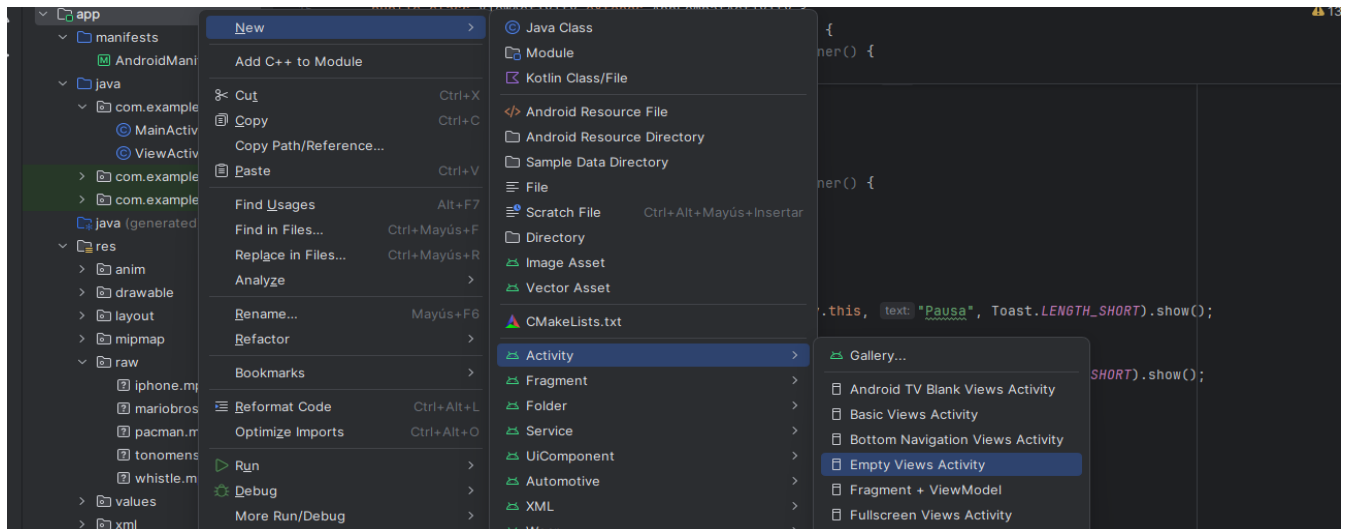 app
manifests
AndroidMani
java
com.example
MainActiv
ViewActiv
com.example
com.example
java (generated
res
anim
drawable
layout
mipmap
raw
iphone.mp
mariobros
pacman.m
tonomens
whistle.m
values
xml
New
Add C++ to Module
Cut Ctrl+X
Copy Ctrl+C
Copy Path/Reference...
Paste Ctrl+V
Find Usages Alt+F7
Find in Files... Ctrl+Mayús+F
Replace in Files... Ctrl+Mayús+R
Analyze
Rename... Mayús+F6
Refactor
Bookmarks
Reformat Code Ctrl+Alt+L
Optimize Imports Ctrl+Alt+O
Run
Debug
More Run/Debug
Java Class
Module
Kotlin Class/File
Android Resource File
Android Resource Directory
Sample Data Directory
File
Scratch File Ctrl+Alt+Mayús+Insertar
Directory
Image Asset
Vector Asset
CMakeLists.txt
Activity
Fragment
Folder
Service
UiComponent
Automotive
XML
Gallery...
Android TV Blank Views Activity
Basic Views Activity
Bottom Navigation Views Activity
Empty Views Activity
Fragment + ViewModel
Fullscreen Views Activity
{
ner() {
ner() {
.this, text: "Pausa", Toast.LENGTH_SHORT).show();
SHORT).show();
13